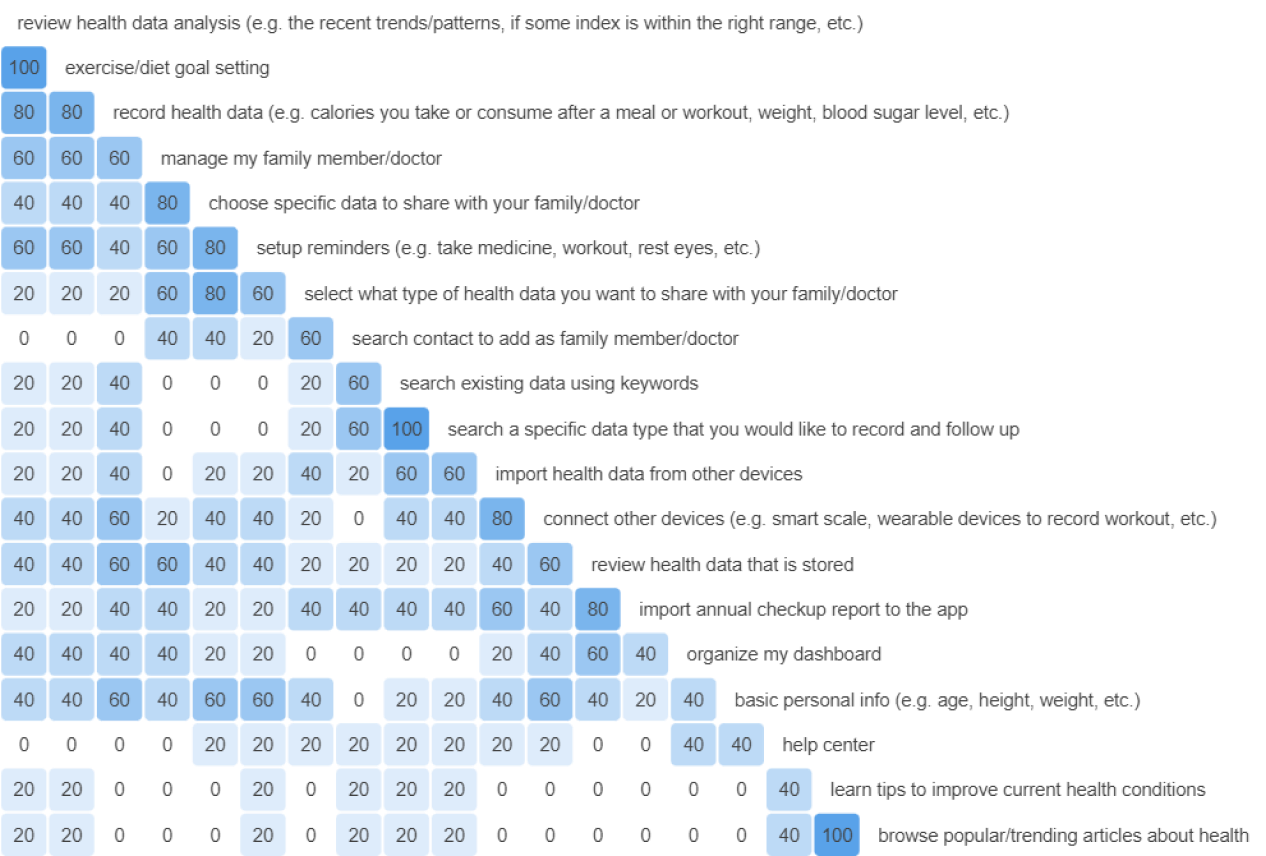 review health data analysis (e.g. the recent trends/patterns, if some index is within the right range, etc.)
100 exercise/diet goal setting
80 80 record health data (e.g. calories you take or consume after a meal or workout, weight, blood sugar level, etc.)
60 60 60 manage my family member/doctor
40 40 40 80 choose specific data to share with your family/doctor
60 60 40 60 80 setup reminders (e.g. take medicine, workout, rest eyes, etc.)
20 20 20 60 80 60 select what type of health data you want to share with your family/doctor
0 0 0 40 40 20 60 search contact to add as family member/doctor
20 20 40 0 0 0 20 60 search existing data using keywords
20 20 40 0 0 0 20 60 100 search a specific data type that you would like to record and follow up
20 20 40 0 20 20 40 20 60 60 import health data from other devices
40 40 60 20 40 40 20 0 40 40 80 connect other devices (e.g. smart scale, wearable devices to record workout, etc.)
40 40 60 60 40 40 20 20 20 20 40 60 review health data that is stored
20 20 40 40 20 20 40 40 40 40 60 40 80 import annual checkup report to the app
40 40 40 40 20 20 0 0 0 0 20 40 60 40 organize my dashboard
40 40 60 40 60 60 40 0 20 20 40 60 40 20 40 basic personal info (e.g. age, height, weight, etc.)
0 0 0 0 20 20 20 20 20 20 20 20 0 0 40 40 help center
20 20 0 0 0 20 0 20 20 20 0 0 0 0 0 0 40 learn tips to improve current health conditions
20 20 0 0 0 20 0 20 20 20 0 0 0 0 0 0 40 100 browse popular/trending articles about health